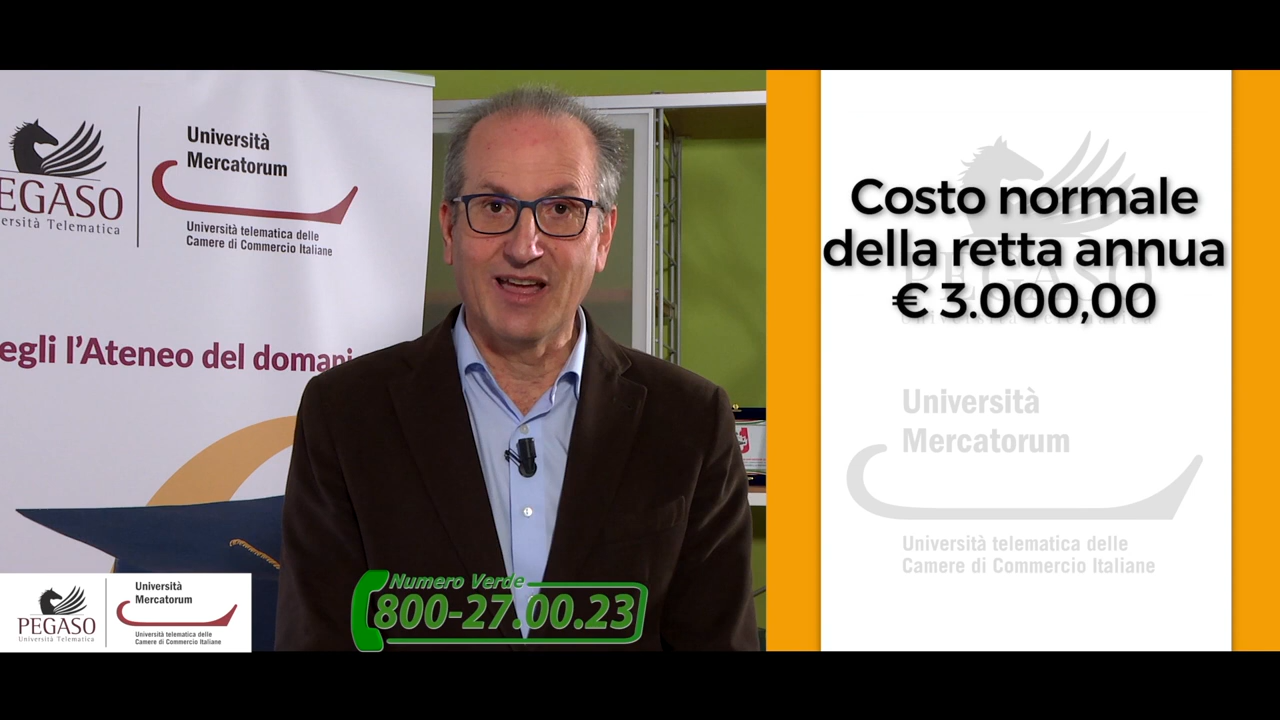 PEGASO
Università Telematica
Università
Mercatorum
Università telematica delle
Camere di Commercio Italiane
l'Ateneo del domani
Numero Verde
800-27.00.23
PEGASO
Università Telematica
Università
Mercatorum
Università telematica delle
Camere di Commercio Italiane
Costo normale
della retta annua
€ 3.000,00
PEGASO
Università
Mercatorum
Università telematica delle
Camere di Commercio Italiane